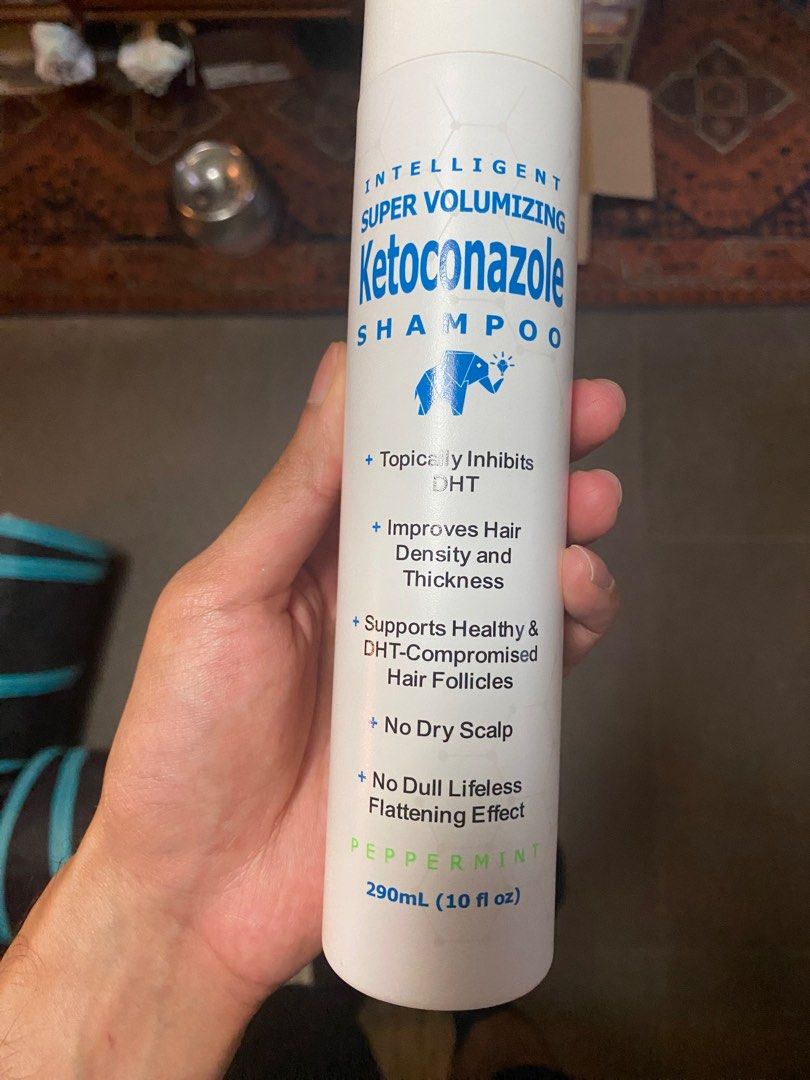 INTELLIGENT
SUPER VOLUMIZING
Ketoconazole
SHAMPOO
+ Topically Inhibits
DHT
+ Improves Hair
Density and
Thickness
+ Supports Healthy &
DHT-Compromised
Hair Follicles
+ No Dry Scalp
+ No Dull Lifeless
Flattening Effect
PEPPERMINT
290mL (10 fl oz)